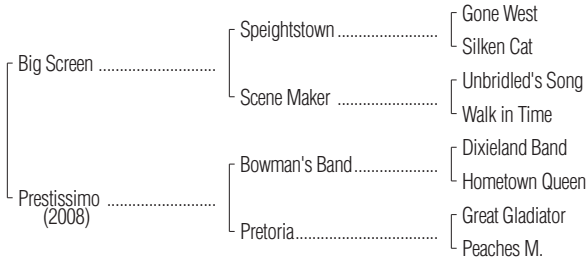 Gone West
Speightstown
Silken Cat
Big Screen
Unbridled's Song
Scene Maker
Walk in Time
Dixieland Band
Bowman's Band
Hometown Queen
Prestissimo
(2008)
Great Gladiator
Pretoria
Peaches M.